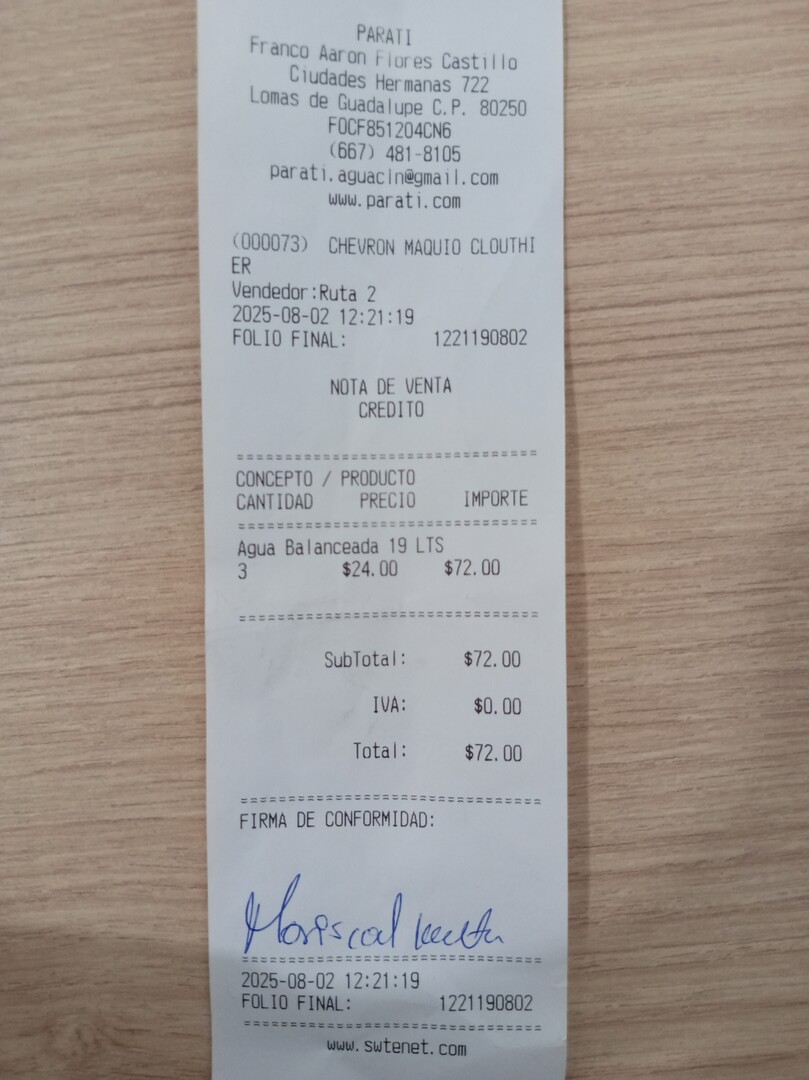 PARATI
Franco Aaron Flores Castillo
Ciudades Hermanas 722
Lomas de Guadalupe C.P. 80250
FOCF851204CN6
(667) 481-8105
parati.aguacln@gmail.com
www.parati.com
(000073) CHEVRON MAQUIO CLOUTHI
ER
Vendedor:Ruta 2
2025-08-02 12:21:19
FOLIO FINAL: 1221190802
NOTA DE VENTA
CREDITO
===============================
CONCEPTO / PRODUCTO
CANTIDAD PRECIO IMPORTE
===============================
Agua Balanceada 19 LTS
3 $24.00 $72.00
===============================
SubTotal: $72.00
IVA: $0.00
Total: $72.00
===============================
FIRMA DE CONFORMIDAD:
Mariscal
===============================
2025-08-02 12:21:19
FOLIO FINAL: 1221190802
===============================
www.swtenet.com